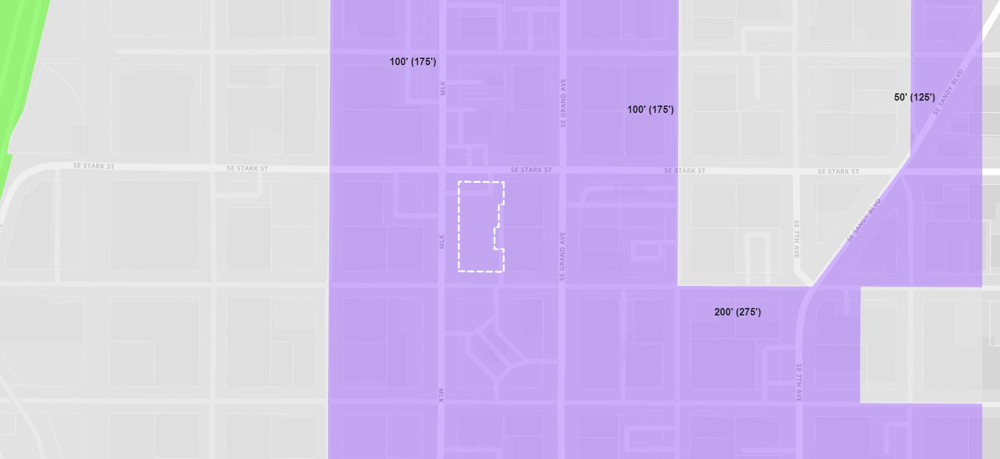 100' (175')
MLK
SE GRAND AVE
50' (125')
SE SANDY BLVD
100' (175')
SE STARK ST
SE STARK ST
SE STARK ST
SE STARK ST
SE STARK ST
MLK
SE GRAND AVE
SE 7TH AVE
SE SANDY BLVD
200' (275')
MLK
SE 7TH AVE